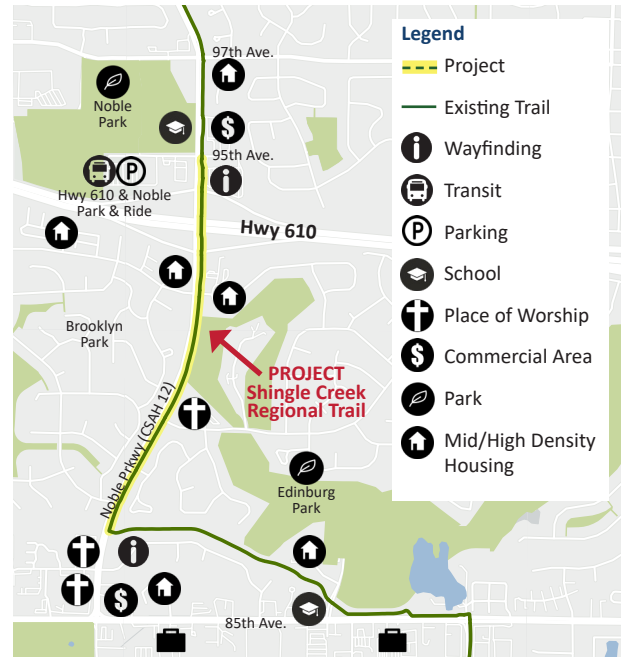 97th Ave.
Noble
Park
$
95th Ave.
i
P
Hwy 610 & Noble
Park & Ride
Hwy 610
Brooklyn
Park
PROJECT
Shingle Creek
Regional Trail
Noble Prkwy (CSAH 12)
Edinburg
Park
i
$
85th Ave.
Legend
Project
Existing Trail
i Wayfinding
Transit
P Parking
School
Place of Worship
$ Commercial Area
Park
Mid/High Density
Housing